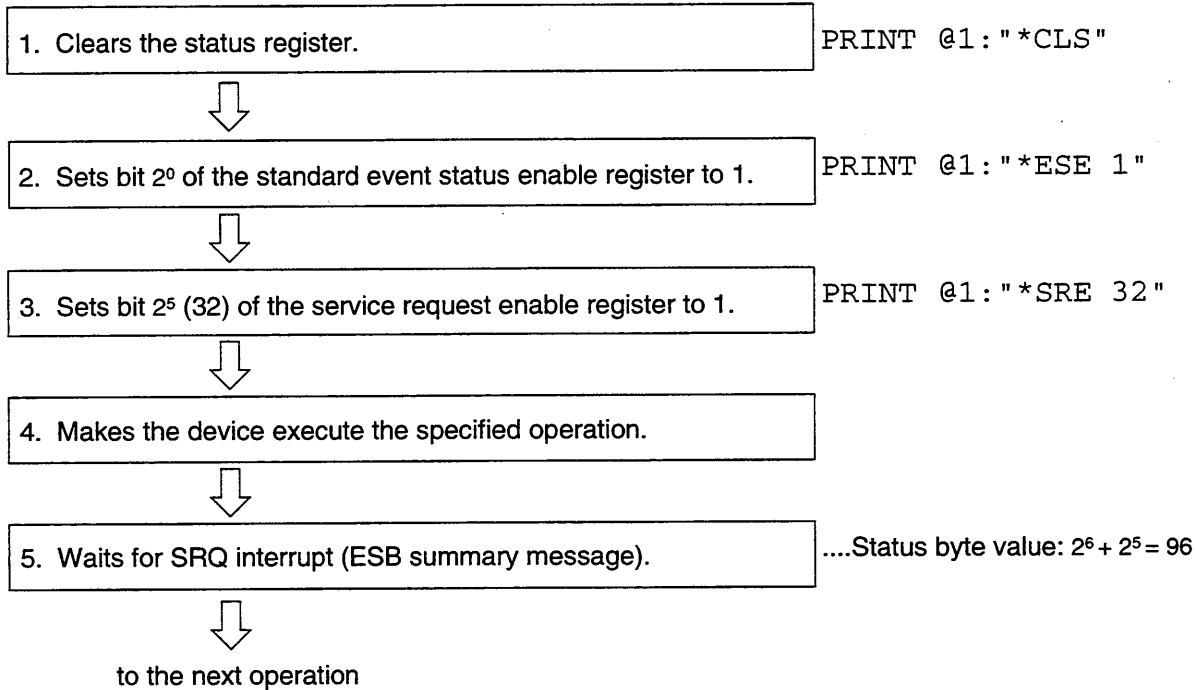 1. Clears the status register.
PRINT @1:"*CLS"
2. Sets bit 2⁰ of the standard event status enable register to 1.
PRINT @1:"*ESE 1"
3. Sets bit 2⁵ (32) of the service request enable register to 1.
PRINT @1:"*SRE 32"
4. Makes the device execute the specified operation.
5. Waits for SRQ interrupt (ESB summary message).
....Status byte value: 2⁶ + 2⁵ = 96
to the next operation